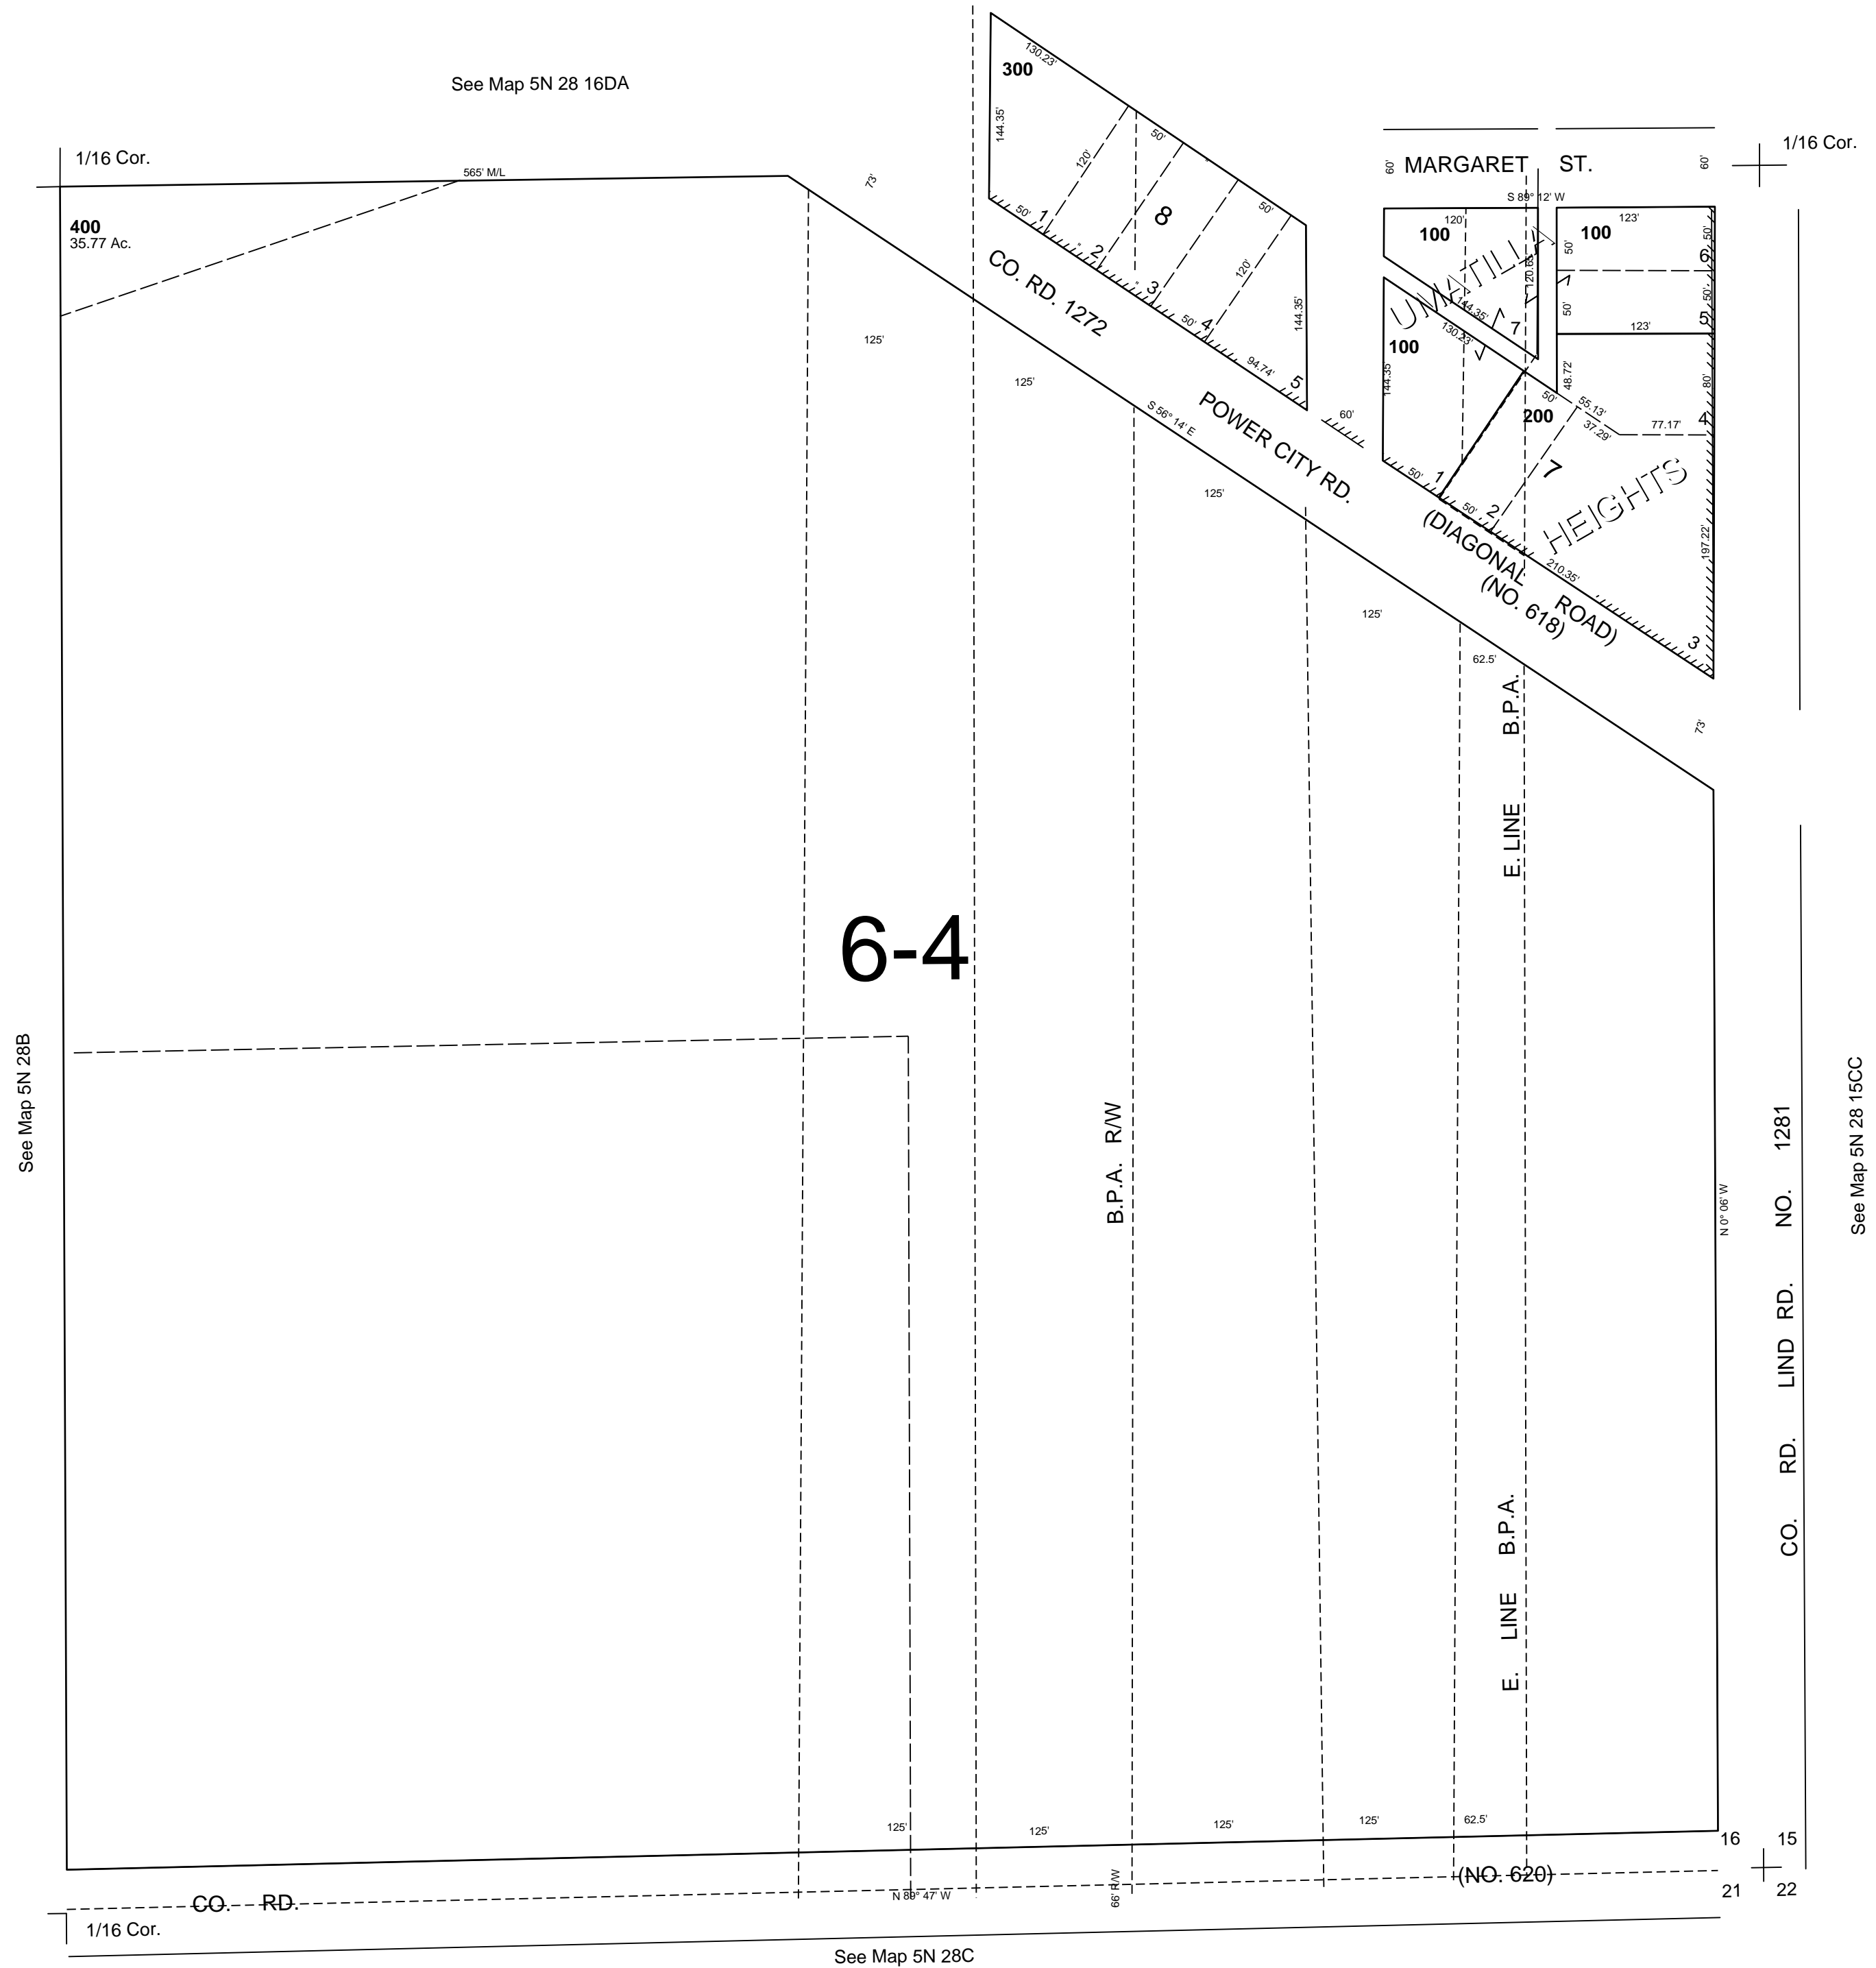 See Map 5N 28 16DA
1/16 Cor.
565' M/L
400
35.77 Ac.
73'
130.23'
300
144.35'
120'
50'
8
50'
50'
1
2
3
50'
4
120'
94.74'
5
144.35'
CO. RD. 1272
POWER CITY RD.
S 56° 14' E
60'
(DIAGONAL ROAD)
(NO. 618)
60'
MARGARET ST.
60'
1/16 Cor.
S 89° 12' W
120'
100
120.63'
144.35'
7
123'
100
50'
6
50'
50'
5
50'
123'
UMATILLA
HEIGHTS
130.23'
100
144.35'
50'
1
50'
200
48.72'
55.13'
37.29'
77.17'
80'
4
7
50'
2
210.35'
197.22'
3
73'
125'
125'
125'
125'
62.5'
E. LINE B.P.A.
6-4
B.P.A. R/W
E. LINE B.P.A.
N 0° 06' W
CO. RD. LIND RD. NO. 1281
See Map 5N 28B
See Map 5N 28 15CC
125'
125'
125'
125'
62.5'
16 15
21 22
CO. RD.
N 89° 47' W
66' R/W
(NO. 620)
1/16 Cor.
See Map 5N 28C